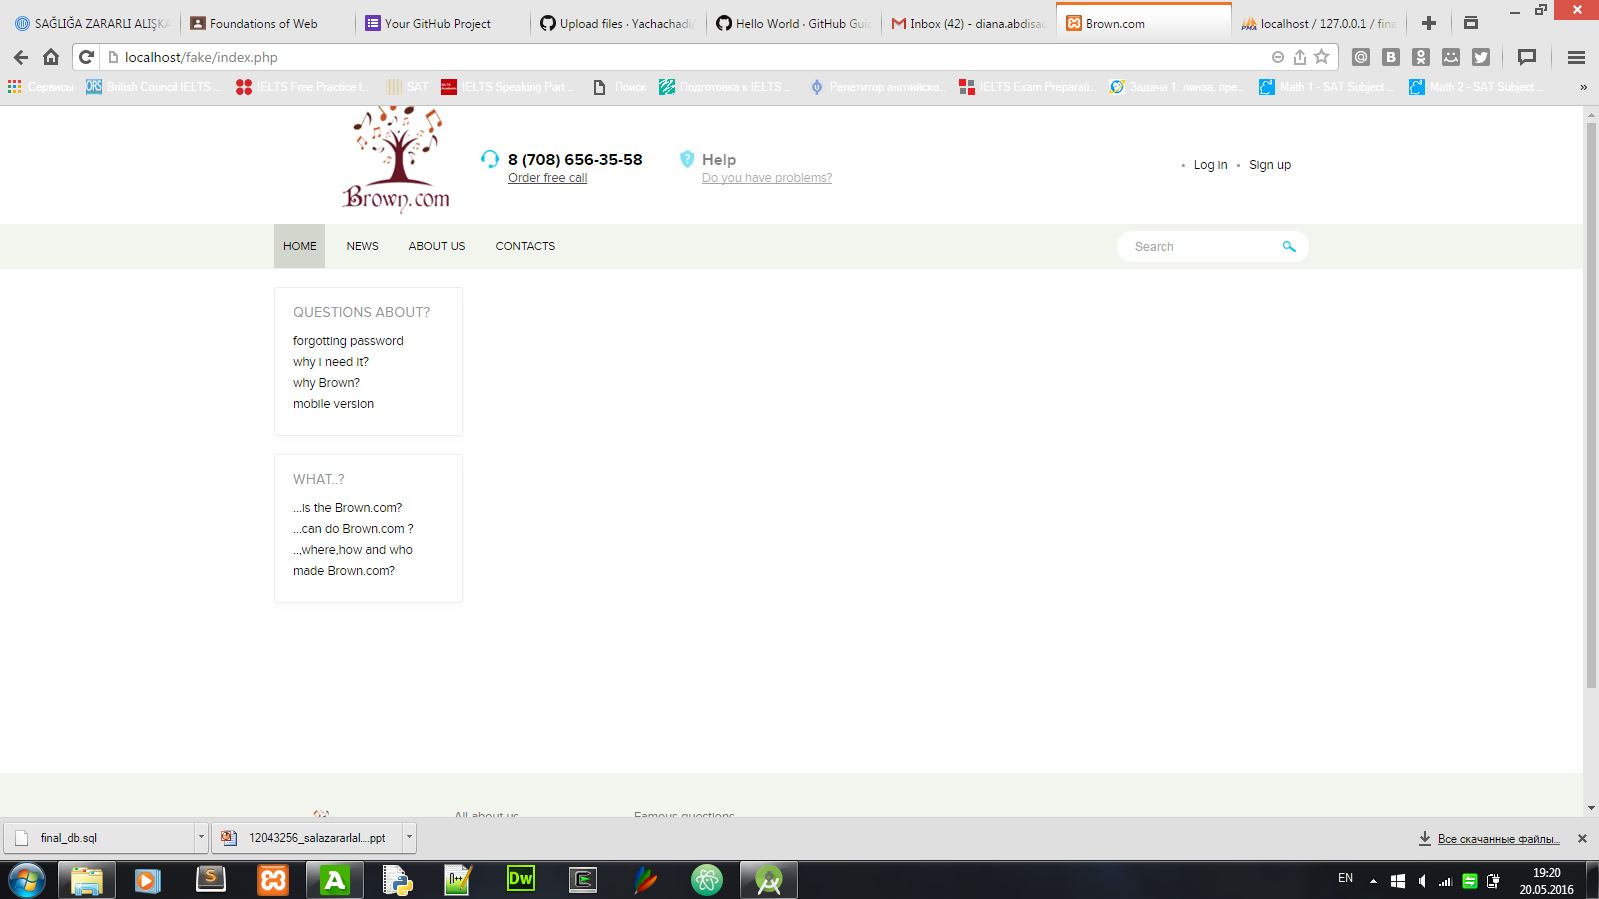 SAĞLIĞA ZARARLI ALIŞKA
Foundations of Web
Your GitHub Project
Upload files · Yachachadi/
Hello World · GitHub Guid
Inbox (42) - diana.abdisad
Brown.com
localhost / 127.0.0.1 / fina
localhost/fake/index.php
Сервисы
British Council IELTS ...
IELTS Free Practice t...
SAT
IELTS Speaking Part ...
Поиск
Подготовка к IELTS ...
Репетитор английско...
IELTS Exam Preparati...
Задача 1: линза, пре...
Math 1 - SAT Subject ...
Math 2 - SAT Subject ...
»
Brown.com
8 (708) 656-35-58
Order free call
Help
Do you have problems?
• Log in • Sign up
HOME
NEWS
ABOUT US
CONTACTS
Search
QUESTIONS ABOUT?
forgotting password
why i need it?
why Brown?
mobile version
WHAT..?
...is the Brown.com?
...can do Brown.com ?
..,where,how and who
made Brown.com?
All about us
Famous questions
final_db.sql
12043256_salazararlal....ppt
Все скачанные файлы...
EN
19:20
20.05.2016